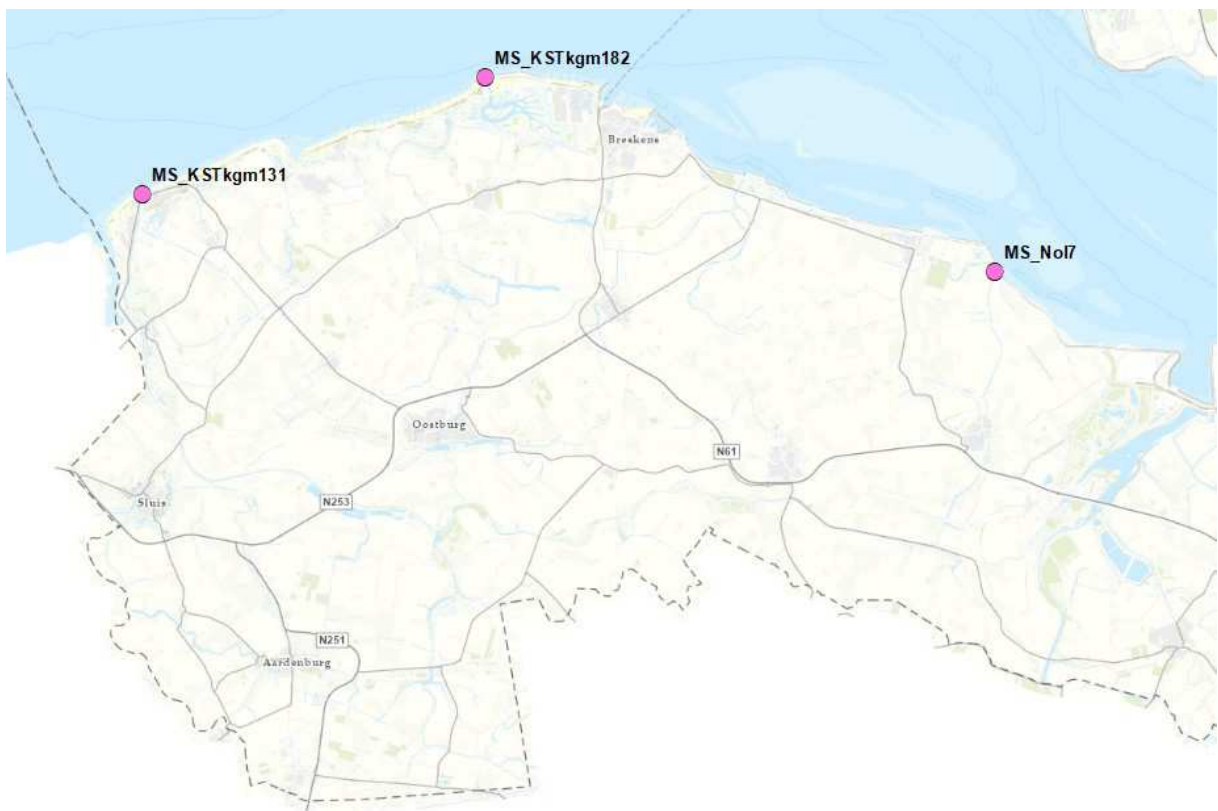 MS_KSTkgm182
Breskens
MS_KSTkgm131
MS_Nol7
Oostburg
N61
Sluis
N253
N251
Aardenburg